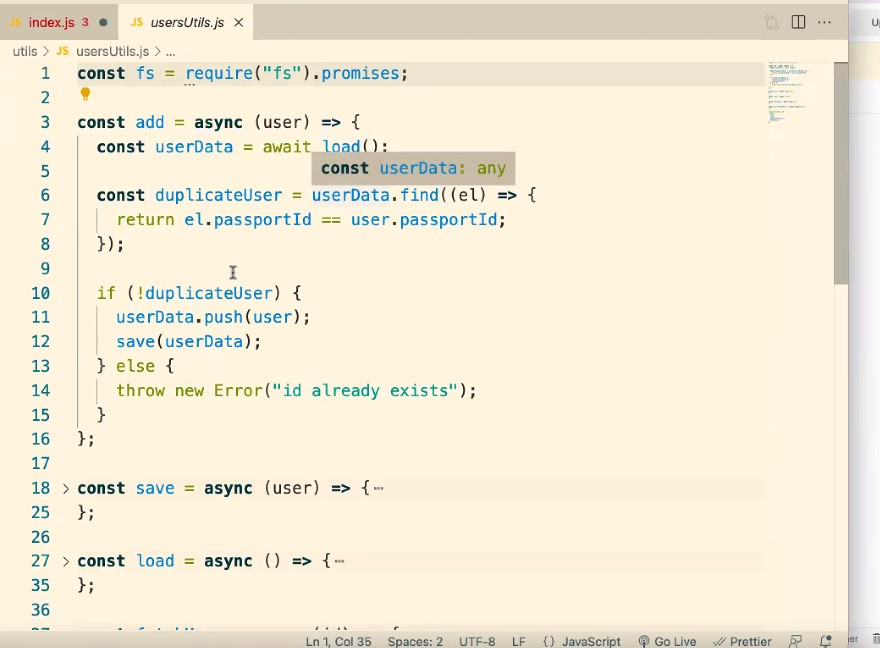 JS index.js 3
JS usersUtils.js
utils > JS usersUtils.js > ...
1 const fs = require("fs").promises;
2
3 const add = async (user) => {
4 const userData = await load();
const userData: any
5
6 const duplicateUser = userData.find((el) => {
7 return el.passportId == user.passportId;
8 });
9
10 if (!duplicateUser) {
11 userData.push(user);
12 save(userData);
13 } else {
14 throw new Error("id already exists");
15 }
16 };
17
18 const save = async (user) => {
25 };
26
27 const load = async () => {
35 };
36
Ln 1, Col 35 Spaces: 2 UTF-8 LF {} JavaScript Go Live Prettier